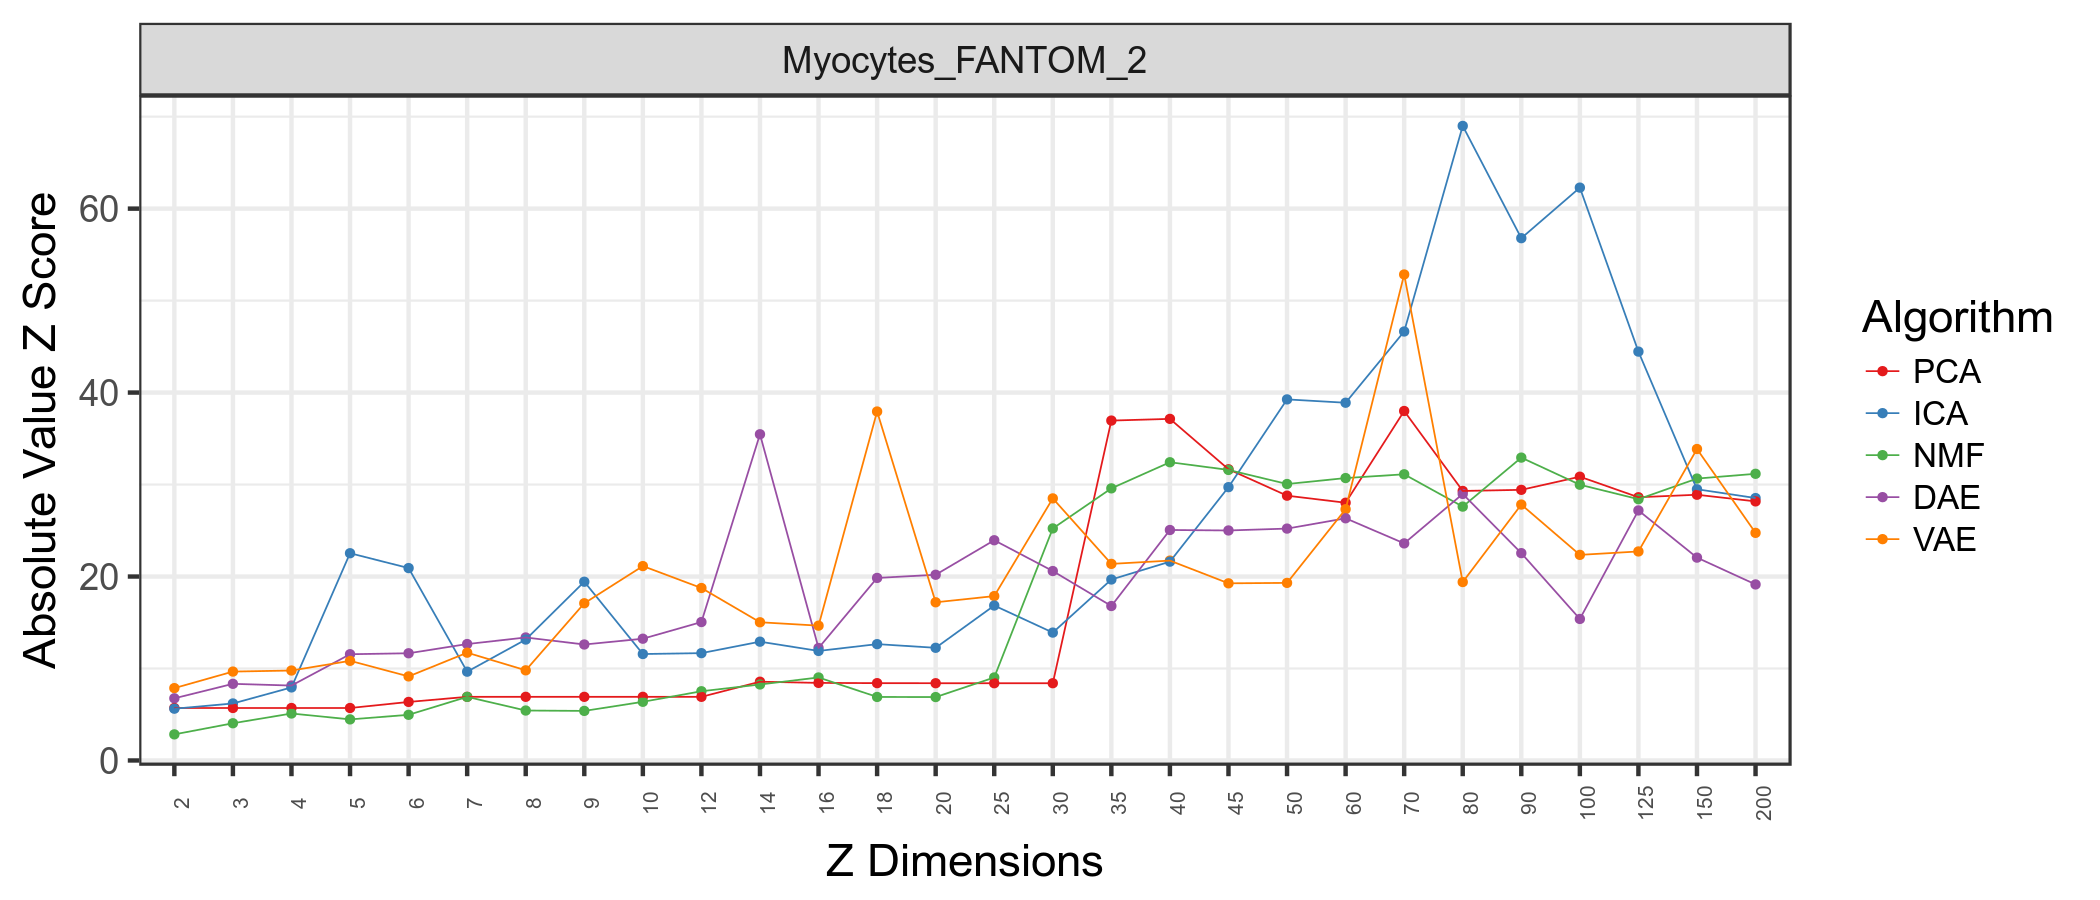 Myocytes_FANTOM_2
Absolute Value Z Score
60
40
20
0
2 3 4 5 6 7 8 9 10 12 14 16 18 20 25 30 35 40 45 50 60 70 80 90 100 125 150 200
Z Dimensions
Algorithm
PCA
ICA
NMF
DAE
VAE